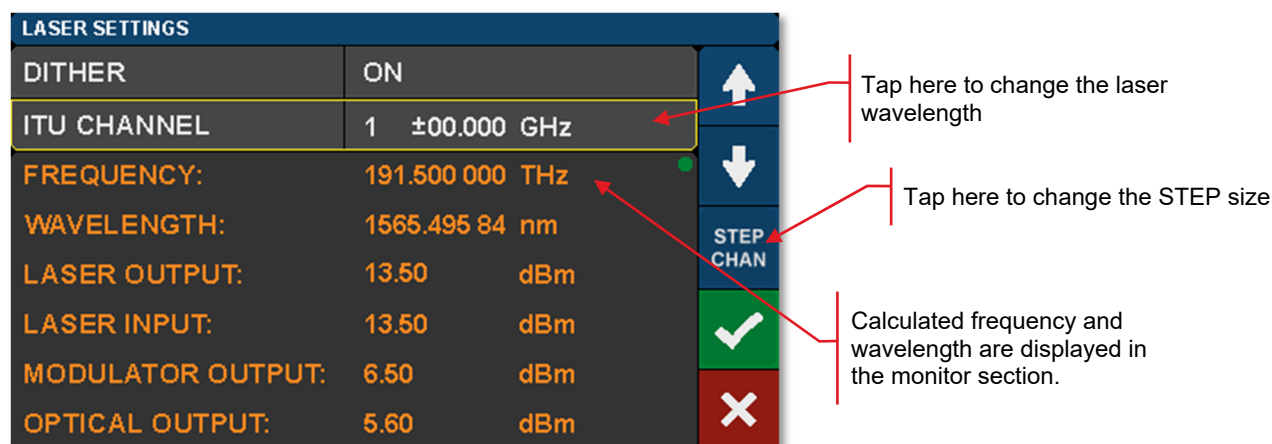 LASER SETTINGS
DITHER ON
ITU CHANNEL 1 ±00.000 GHz
FREQUENCY: 191.500 000 THz
WAVELENGTH: 1565.495 84 nm
LASER OUTPUT: 13.50 dBm
LASER INPUT: 13.50 dBm
MODULATOR OUTPUT: 6.50 dBm
OPTICAL OUTPUT: 5.60 dBm
STEP
CHAN
Tap here to change the laser
wavelength
Tap here to change the STEP size
Calculated frequency and
wavelength are displayed in
the monitor section.